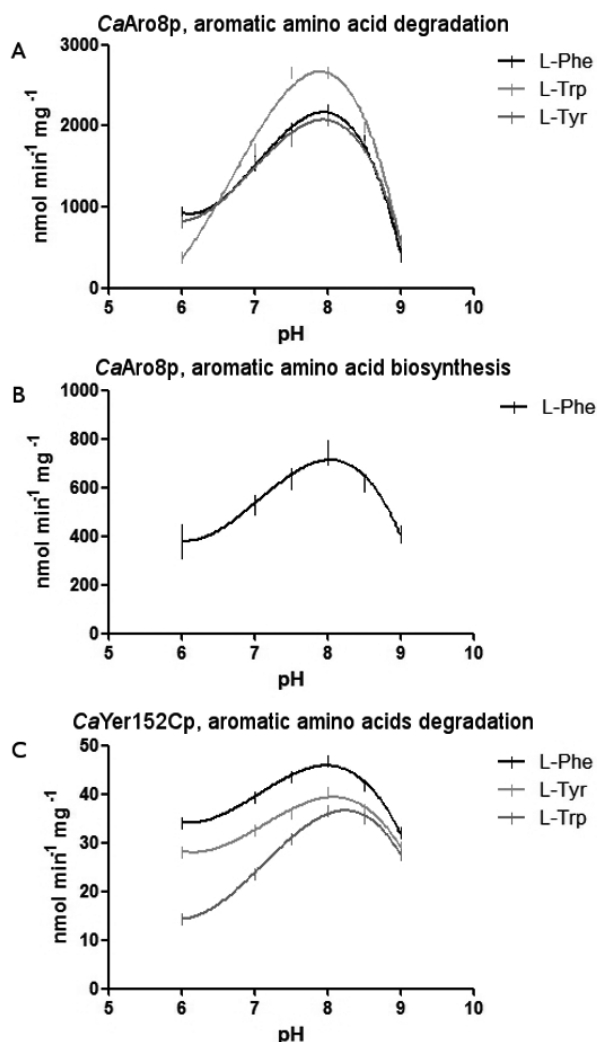 CaAro8p, aromatic amino acid degradation
A
3000
2000
1000
0
nmol min-1 mg -1
5 6 7 8 9 10
pH
L-Phe
L-Trp
L-Tyr
CaAro8p, aromatic amino acid biosynthesis
B
1000
800
600
400
200
0
nmol min-1 mg -1
5 6 7 8 9 10
pH
L-Phe
CaYer152Cp, aromatic amino acids degradation
C
50
40
30
20
10
0
nmol min-1 mg -1
5 6 7 8 9 10
pH
L-Phe
L-Tyr
L-Trp